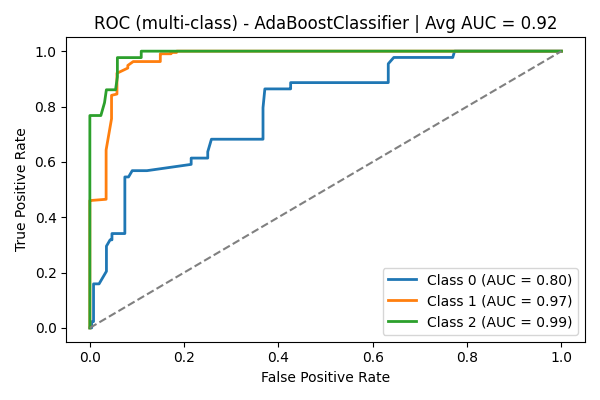 ROC (multi-class) - AdaBoostClassifier | Avg AUC = 0.92
True Positive Rate
1.0
0.8
0.6
0.4
0.2
0.0
Class 0 (AUC = 0.80)
Class 1 (AUC = 0.97)
Class 2 (AUC = 0.99)
0.0 0.2 0.4 0.6 0.8 1.0
False Positive Rate